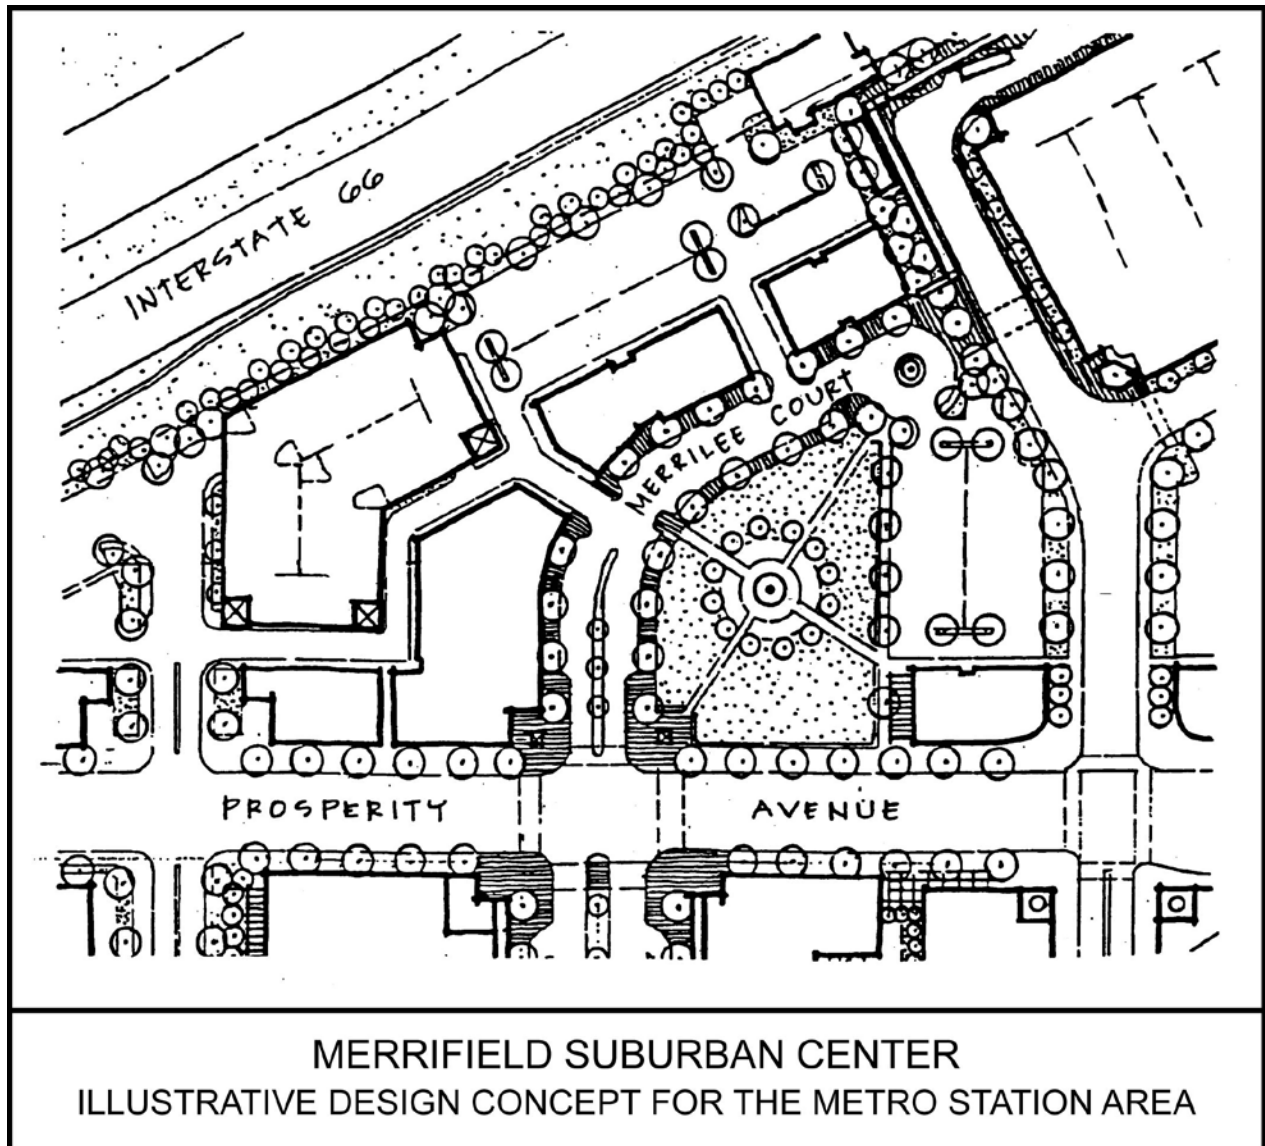 INTERSTATE 66
MERRILEE COURT
PROSPERITY AVENUE
MERRIFIELD SUBURBAN CENTER
ILLUSTRATIVE DESIGN CONCEPT FOR THE METRO STATION AREA